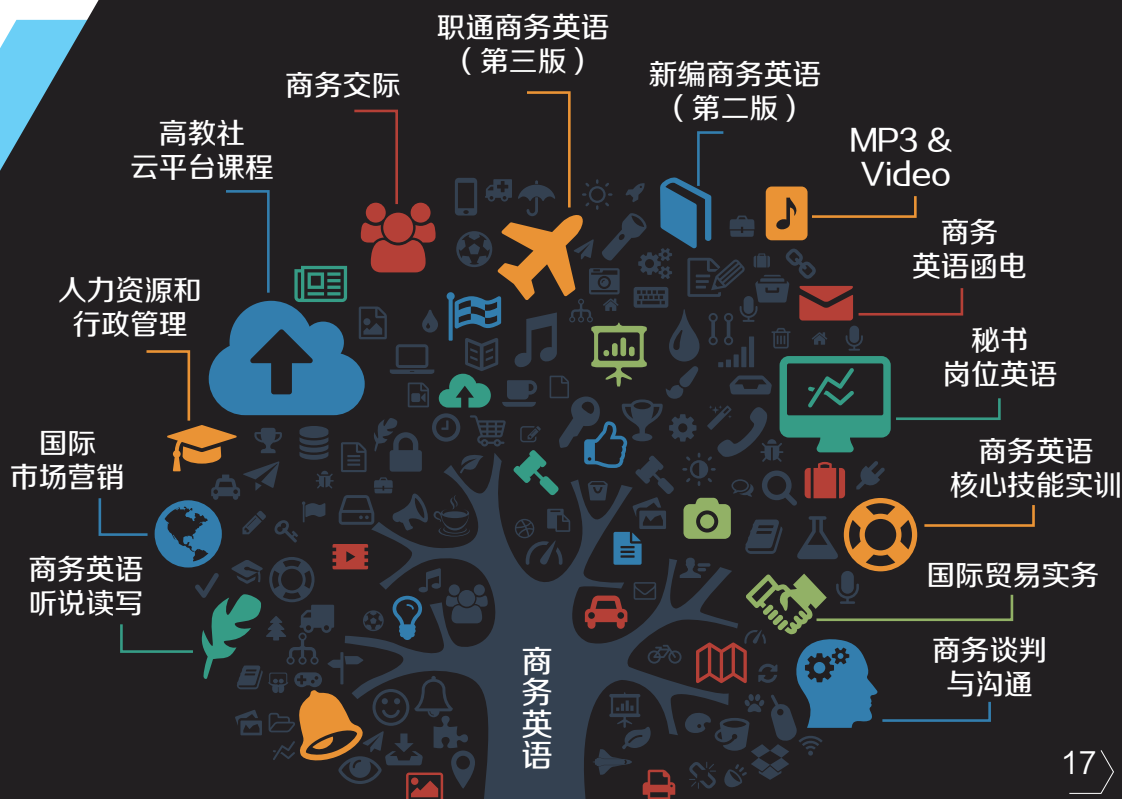 职通商务英语
（第三版）
商务交际
新编商务英语
（第二版）
高教社
云平台课程
MP3 &
Video
商务
英语函电
人力资源和
行政管理
秘书
岗位英语
国际
市场营销
商务英语
核心技能实训
商务英语
听说读写
国际贸易实务
商务谈判
与沟通
商务英语
17